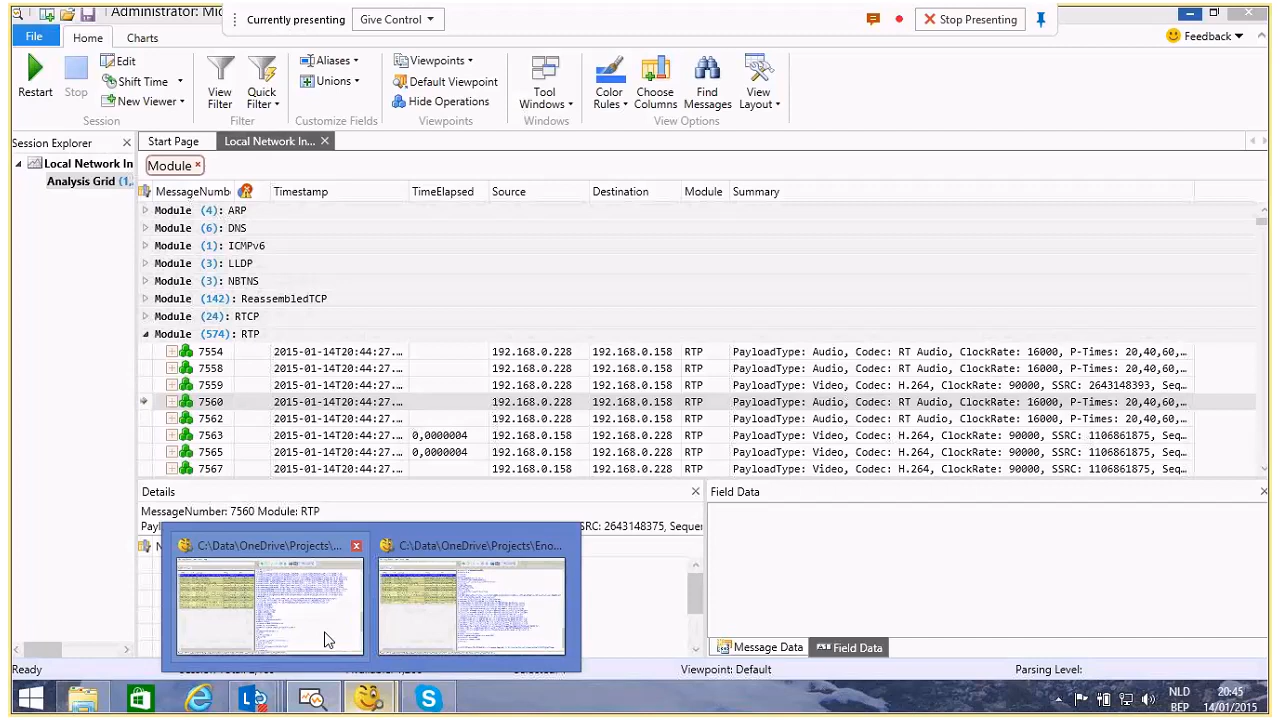 Administrator: Mic
Currently presenting
Give Control
Stop Presenting
File
Home
Charts
Feedback
Restart
Stop
Edit
Shift Time
New Viewer
Session
View Filter
Quick Filter
Filter
Aliases
Unions
Customize Fields
Viewpoints
Default Viewpoint
Hide Operations
Viewpoints
Tool Windows
Windows
Color Rules
Choose Columns
Find Messages
View Layout
View Options
Session Explorer
Start Page
Local Network In...
Local Network In
Analysis Grid (1,
Module
MessageNumb Timestamp TimeElapsed Source Destination Module Summary
Module (4): ARP
Module (6): DNS
Module (1): ICMPv6
Module (3): LLDP
Module (3): NBTNS
Module (142): ReassembledTCP
Module (24): RTCP
Module (574): RTP
7554 2015-01-14T20:44:27.... 192.168.0.228 192.168.0.158 RTP PayloadType: Audio, Codec: RT Audio, ClockRate: 16000, P-Times: 20,40,60,...
7558 2015-01-14T20:44:27.... 192.168.0.228 192.168.0.158 RTP PayloadType: Audio, Codec: RT Audio, ClockRate: 16000, P-Times: 20,40,60,...
7559 2015-01-14T20:44:27.... 192.168.0.228 192.168.0.158 RTP PayloadType: Video, Codec: H.264, ClockRate: 90000, SSRC: 2643148393, Seq...
7560 2015-01-14T20:44:27.... 192.168.0.228 192.168.0.158 RTP PayloadType: Audio, Codec: RT Audio, ClockRate: 16000, P-Times: 20,40,60,...
7562 2015-01-14T20:44:27.... 192.168.0.228 192.168.0.158 RTP PayloadType: Audio, Codec: RT Audio, ClockRate: 16000, P-Times: 20,40,60,...
7563 2015-01-14T20:44:27.... 0,0000004 192.168.0.158 192.168.0.228 RTP PayloadType: Video, Codec: H.264, ClockRate: 90000, SSRC: 1106861875, Seq...
7565 2015-01-14T20:44:27.... 0,0000004 192.168.0.158 192.168.0.228 RTP PayloadType: Video, Codec: H.264, ClockRate: 90000, SSRC: 1106861875, Seq...
7567 2015-01-14T20:44:27.... 192.168.0.158 192.168.0.228 RTP PayloadType: Video, Codec: H.264, ClockRate: 90000, SSRC: 1106861875, Seq...
Details
Field Data
MessageNumber: 7560 Module: RTP
Payl SRC: 2643148375, Sequen
N
C:\Data\OneDrive\Projects\...
C:\Data\OneDrive\Projects\Eno...
Message Data
Field Data
Ready
Viewpoint: Default
Parsing Level:
NLD
BEP
20:45
14/01/2015